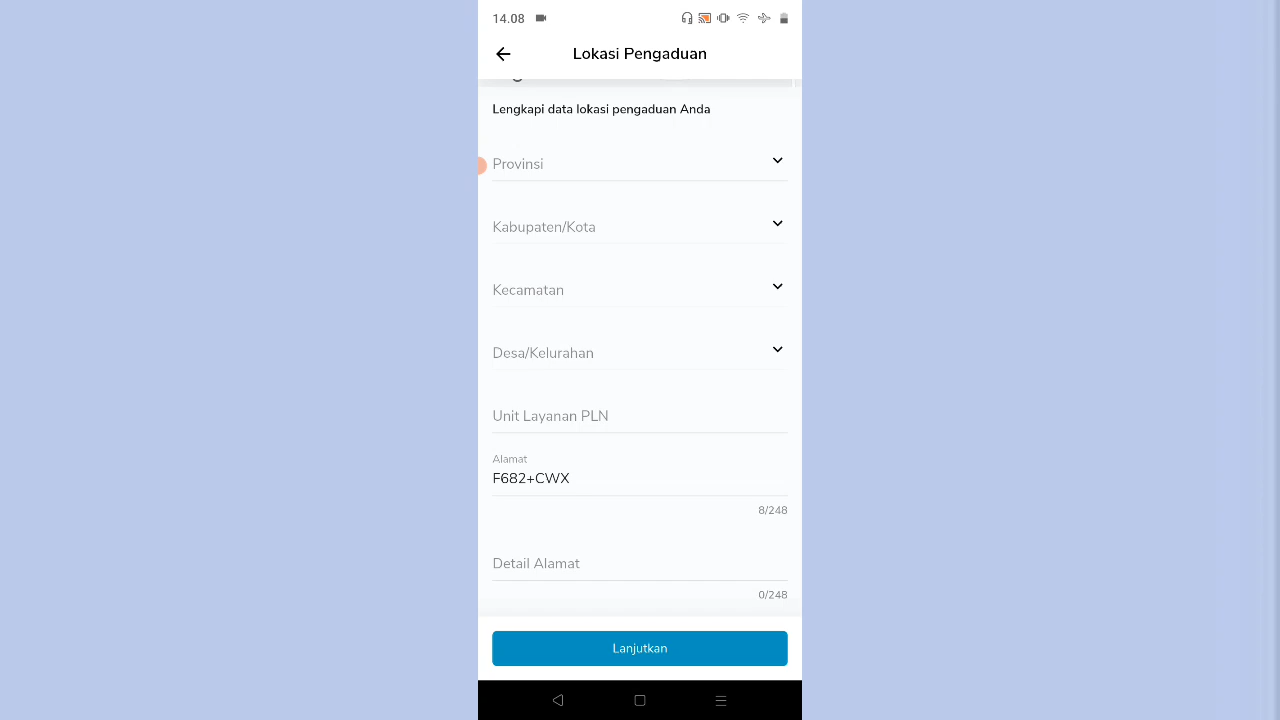 14.08
Lokasi Pengaduan
Lengkapi data lokasi pengaduan Anda
Provinsi
Kabupaten/Kota
Kecamatan
Desa/Kelurahan
Unit Layanan PLN
Alamat
F682+CWX
8/248
Detail Alamat
0/248
Lanjutkan